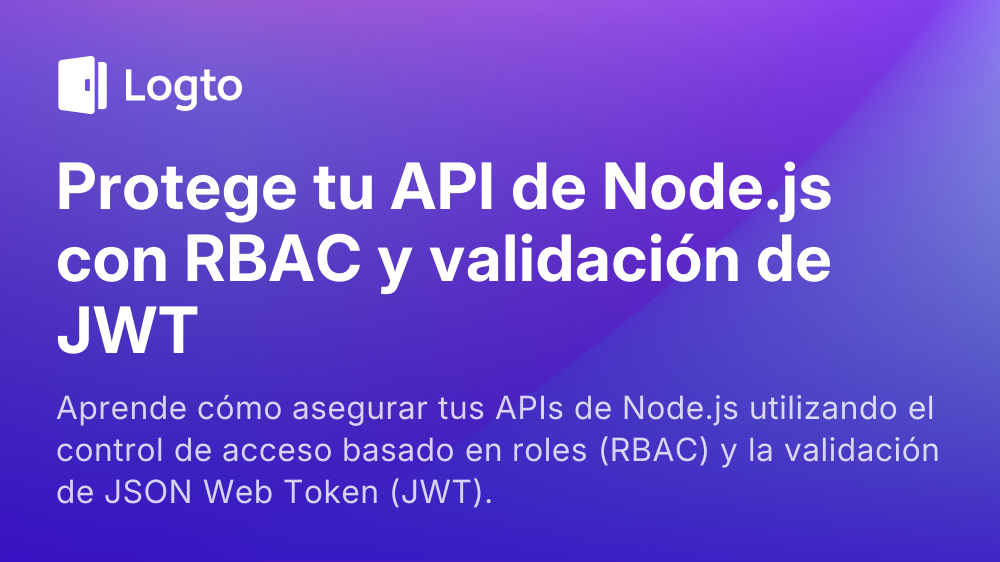 Logto
Protege tu API de Node.js
con RBAC y validación de
JWT
Aprende cómo asegurar tus APIs de Node.js utilizando el
control de acceso basado en roles (RBAC) y la validación
de JSON Web Token (JWT).